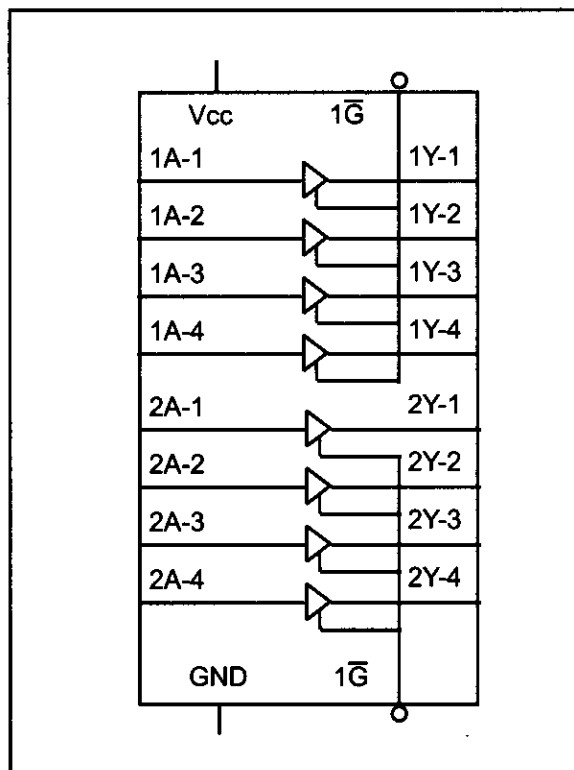 Vcc 1G̅
1A-1 1Y-1
1A-2 1Y-2
1A-3 1Y-3
1A-4 1Y-4
2A-1 2Y-1
2A-2 2Y-2
2A-3 2Y-3
2A-4 2Y-4
GND 1G̅